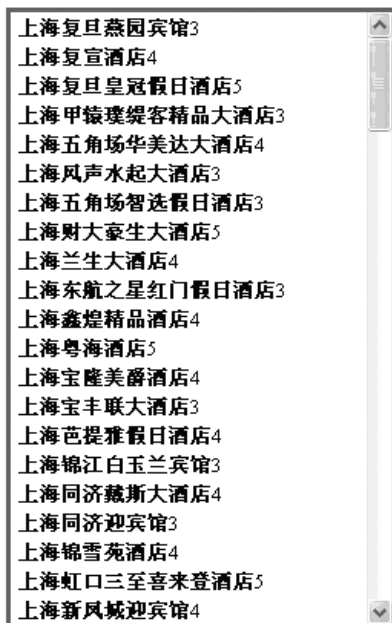 上海复旦燕园宾馆3
上海复宣酒店4
上海复旦皇冠假日酒店5
上海甲辕璞缇客精品大酒店3
上海五角场华美达大酒店4
上海风声水起大酒店3
上海五角场智选假日酒店3
上海财大豪生大酒店5
上海兰生大酒店4
上海东航之星红门假日酒店3
上海鑫煌精品酒店4
上海粤海酒店5
上海宝隆美爵酒店4
上海宝丰联大酒店3
上海芭提雅假日酒店4
上海锦江白玉兰宾馆3
上海同济戴斯大酒店4
上海同济迎宾馆3
上海锦雪苑酒店4
上海虹口三至喜来登酒店5
上海新凤城迎宾馆4